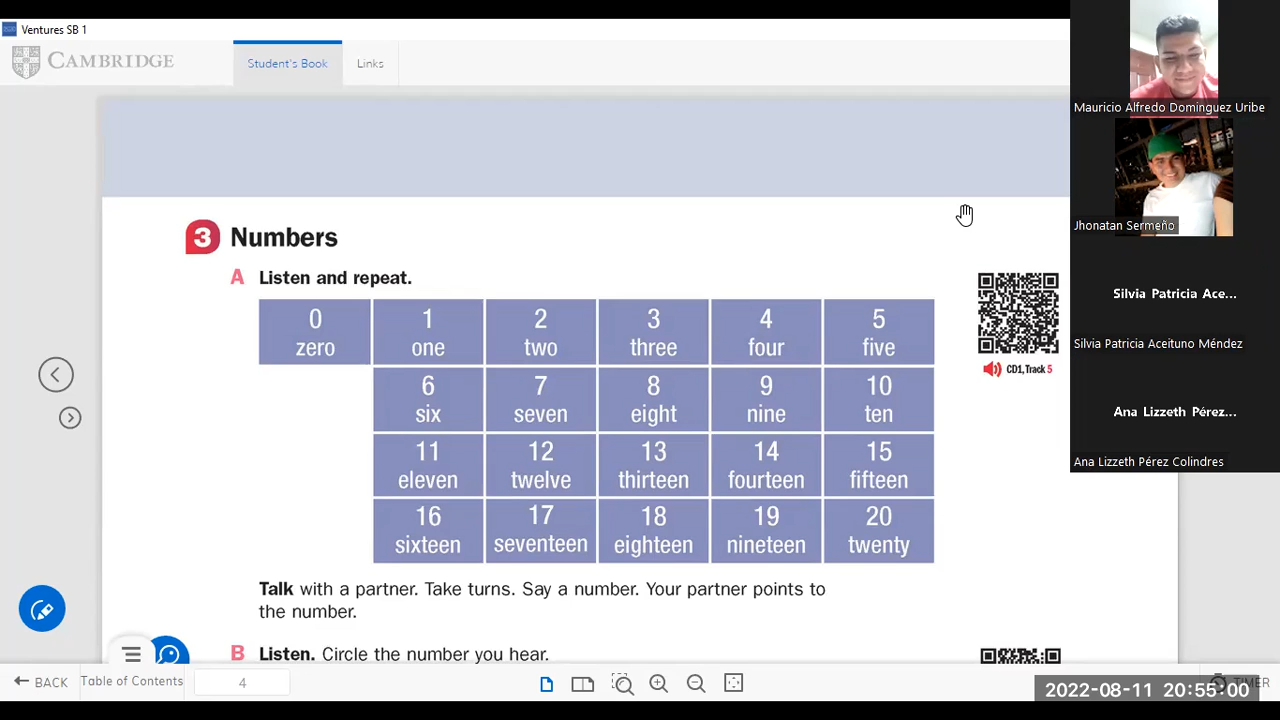 Ventures SB 1
CAMBRIDGE
Student's Book
Links
3 Numbers
A Listen and repeat.
0 1 2 3 4 5
zero one two three four five
6 7 8 9 10
six seven eight nine ten
11 12 13 14 15
eleven twelve thirteen fourteen fifteen
16 17 18 19 20
sixteen seventeen eighteen nineteen twenty
CD1, Track 5
Talk with a partner. Take turns. Say a number. Your partner points to
the number.
B Listen. Circle the number you hear.
Mauricio Alfredo Domínguez Uribe
Jhonatan Sermeño
Silvia Patricia Ace...
Silvia Patricia Aceituno Méndez
Ana Lizzeth Pérez...
Ana Lizzeth Pérez Colindres
BACK
Table of Contents
4
TIMER
2022-08-11 20:55:00